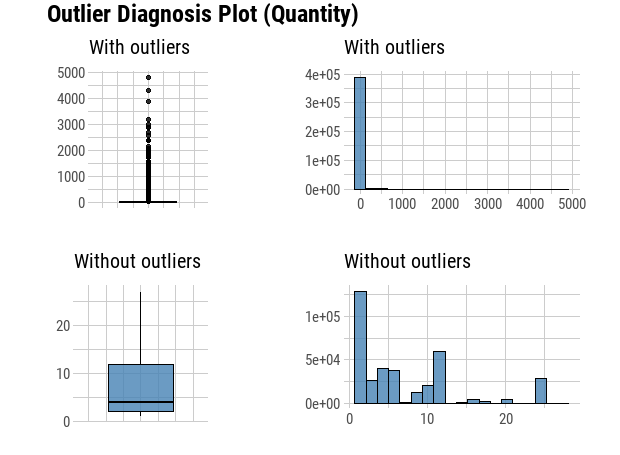 Outlier Diagnosis Plot (Quantity)
With outliers
5000
4000
3000
2000
1000
0
With outliers
4e+05
3e+05
2e+05
1e+05
0e+00
0 1000 2000 3000 4000 5000
Without outliers
20
10
0
Without outliers
1e+05
5e+04
0e+00
0 10 20